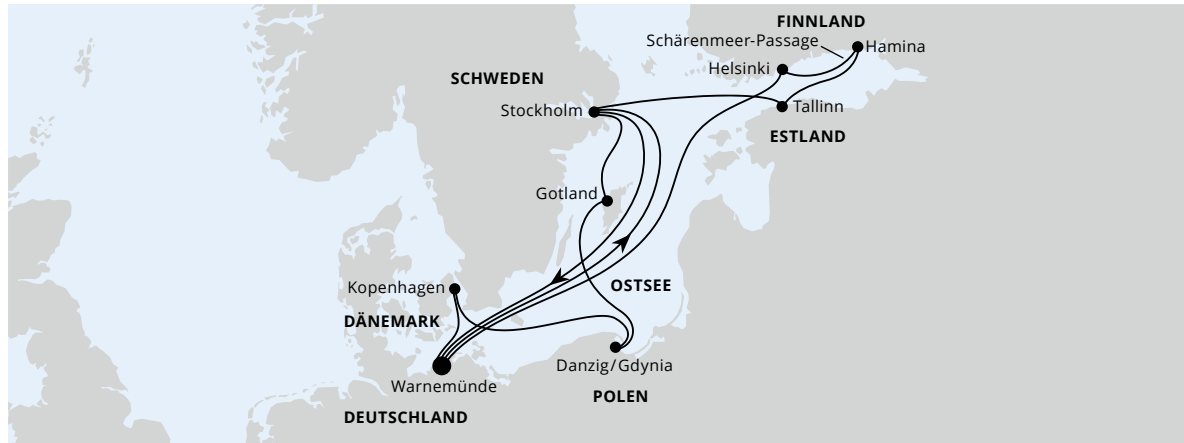 FINNLAND
Schärenmeer-Passage
Hamina
Helsinki
SCHWEDEN
Stockholm
Tallinn
ESTLAND
Gotland
OSTSEE
Kopenhagen
DÄNEMARK
Danzig/Gdynia
Warnemünde
POLEN
DEUTSCHLAND